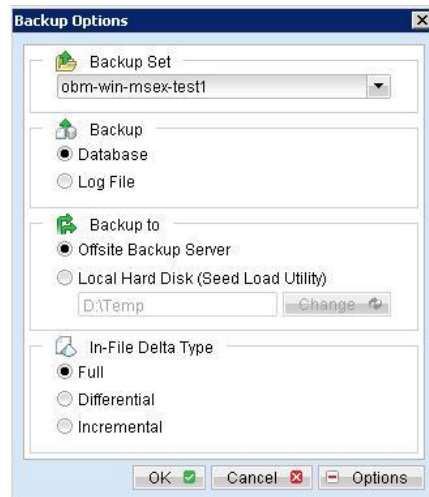 Backup Options
Backup Set
obm-win-msex-test1
Backup
Database
Log File
Backup to
Offsite Backup Server
Local Hard Disk (Seed Load Utility)
D:\Temp
Change
In-File Delta Type
Full
Differential
Incremental
OK Cancel Options